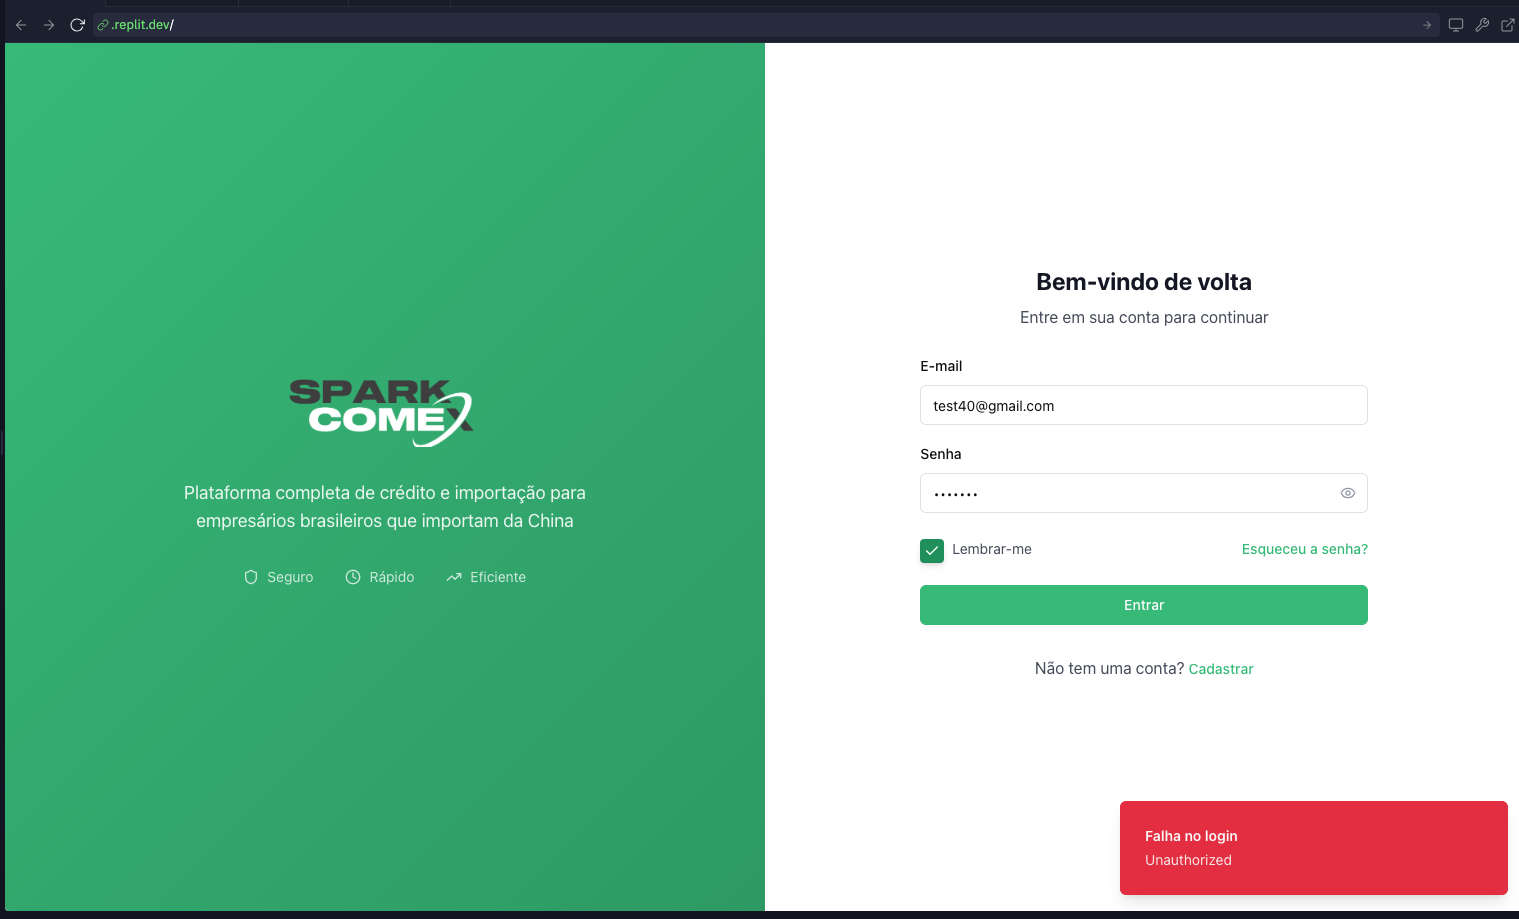 .replit.dev/
SPARK
COMEX
Plataforma completa de crédito e importação para
empresários brasileiros que importam da China
Seguro Rápido Eficiente
Bem-vindo de volta
Entre em sua conta para continuar
E-mail
test40@gmail.com
Senha
•••••••
Lembrar-me Esqueceu a senha?
Entrar
Não tem uma conta? Cadastrar
Falha no login
Unauthorized